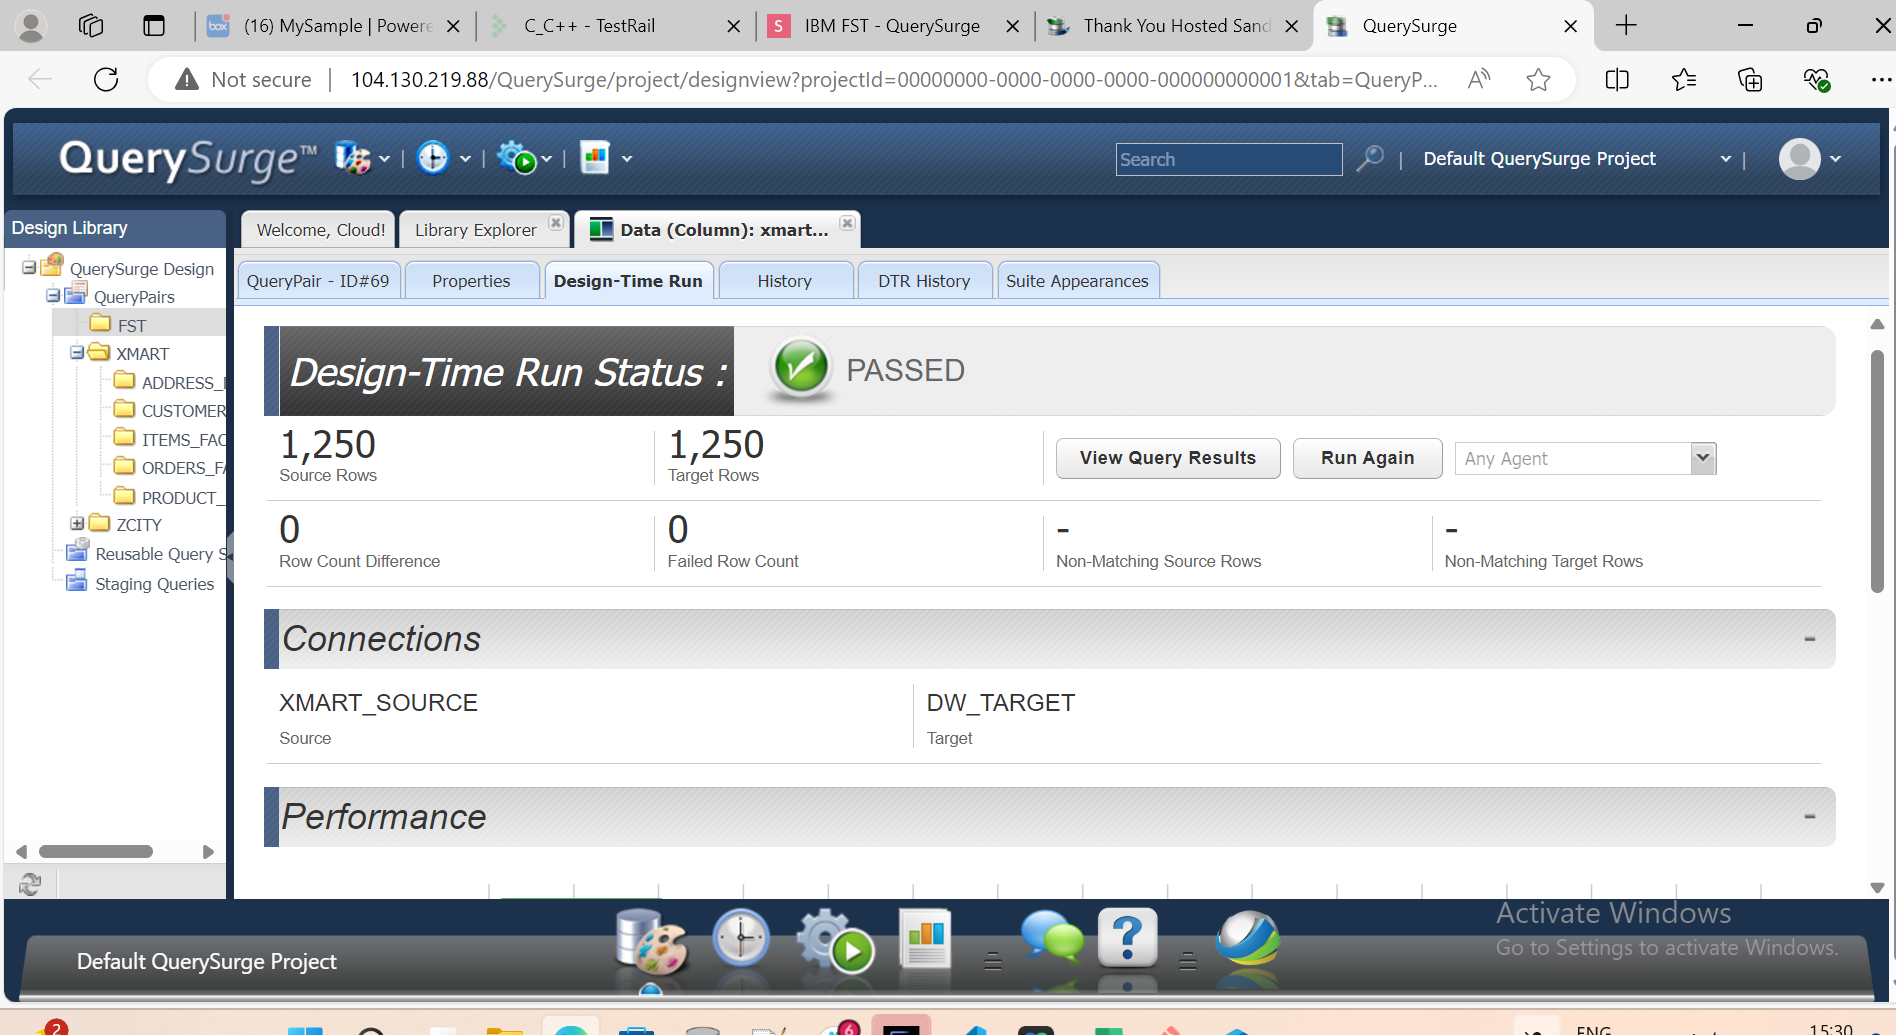 (16) MySample | Powere
C_C++ - TestRail
IBM FST - QuerySurge
Thank You Hosted Sand
QuerySurge
Not secure
104.130.219.88/QuerySurge/project/designview?projectId=00000000-0000-0000-0000-000000000001&tab=QueryP...
QuerySurge™
Search
Default QuerySurge Project
Design Library
QuerySurge Design
QueryPairs
FST
XMART
ADDRESS_
CUSTOMER
ITEMS_FAC
ORDERS_FA
PRODUCT_
ZCITY
Reusable Query S
Staging Queries
Welcome, Cloud!
Library Explorer
Data (Column): xmart...
QueryPair - ID#69
Properties
Design-Time Run
History
DTR History
Suite Appearances
Design-Time Run Status :
PASSED
1,250
Source Rows
1,250
Target Rows
View Query Results
Run Again
Any Agent
0
Row Count Difference
0
Failed Row Count
-
Non-Matching Source Rows
-
Non-Matching Target Rows
Connections
-
XMART_SOURCE
Source
DW_TARGET
Target
Performance
-
Activate Windows
Go to Settings to activate Windows.
Default QuerySurge Project
2
6
ENG
15:30